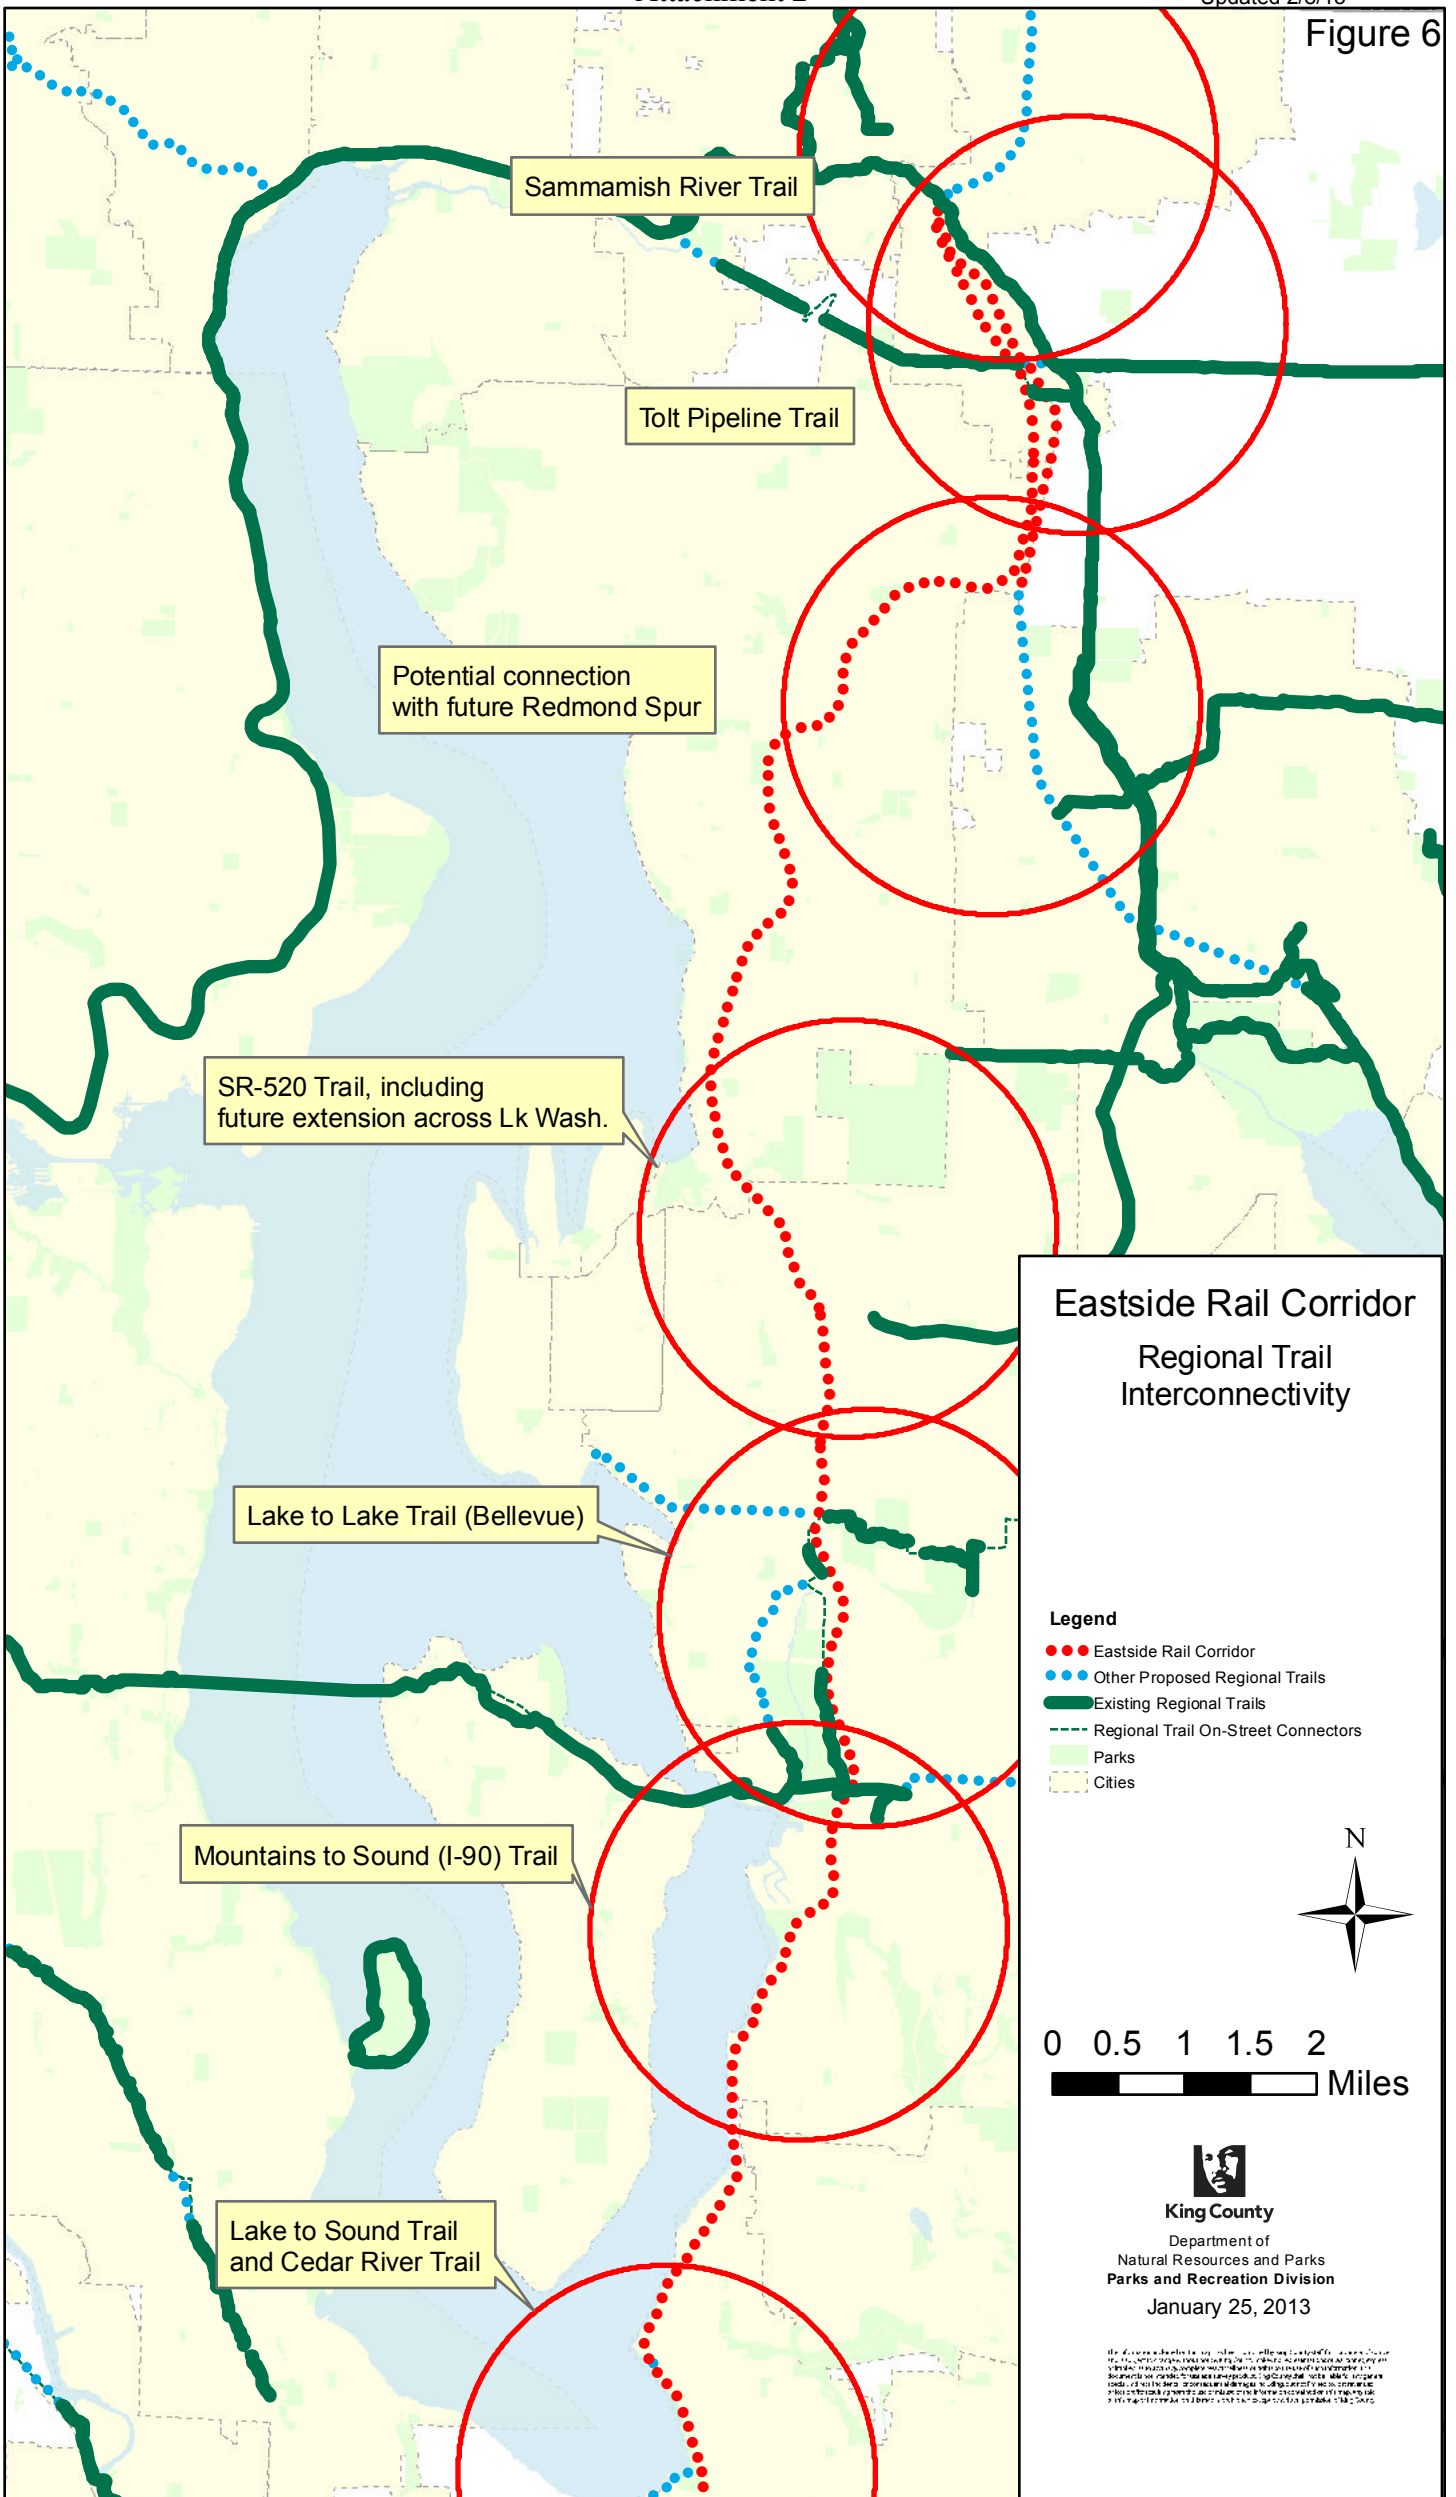 Figure 6
Sammamish River Trail
Tolt Pipeline Trail
Potential connection
with future Redmond Spur
SR-520 Trail, including
future extension across Lk Wash.
Lake to Lake Trail (Bellevue)
Mountains to Sound (I-90) Trail
Lake to Sound Trail
and Cedar River Trail
Eastside Rail Corridor
Regional Trail
Interconnectivity
Legend
Eastside Rail Corridor
Other Proposed Regional Trails
Existing Regional Trails
Regional Trail On-Street Connectors
Parks
Cities
N
0 0.5 1 1.5 2
Miles
King County
Department of
Natural Resources and Parks
Parks and Recreation Division
January 25, 2013